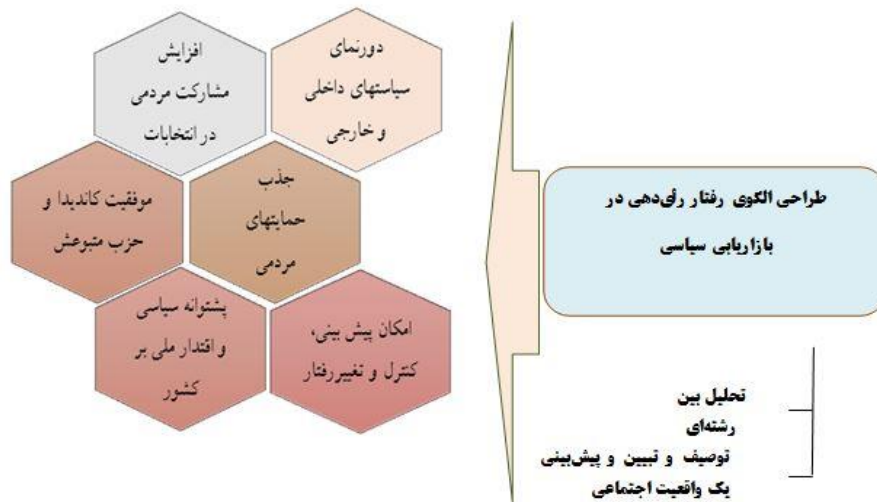 طراحی الگوی رفتار رأی‌دهی در
بازاریابی سیاسی
تحلیل بین
رشته‌ای
توصیف و تبیین و پیش‌بینی
یک واقعیت اجتماعی
دورنمای
سیاستهای داخلی
و خارجی
افزایش
مشارکت مردمی
در انتخابات
جذب
حمایتهای
مردمی
موفقیت کاندیدا و
حزب متبوعش
امکان پیش بینی،
کنترل و تغییررفتار
پشتوانه سیاسی
و اقتدار ملی بر
کشور